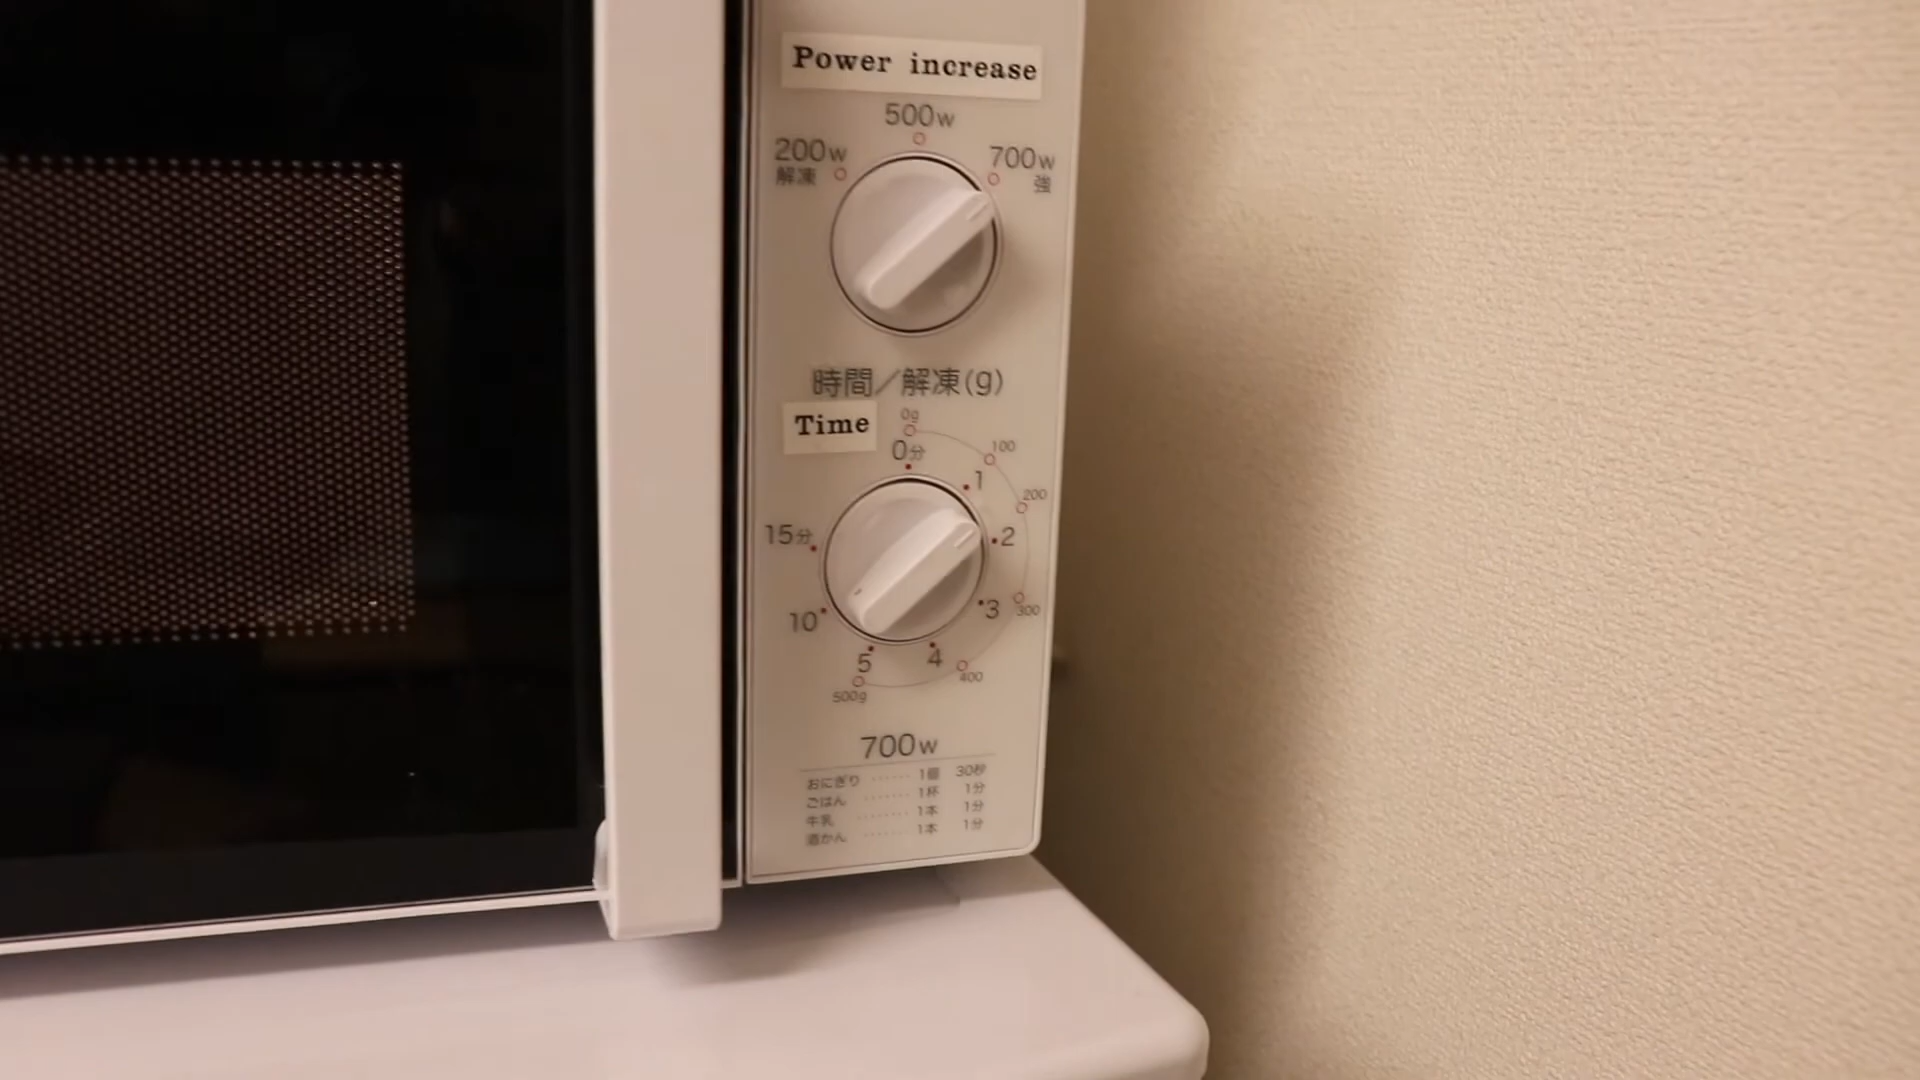 Power increase
500w
200w 700w
解凍 強
時間/解凍(g)
Time
0g
0分
100
1
200
15分
2
10
3
300
5
4
400
500g
700w
おにぎり ‥‥‥ 1個 30秒
ごはん ‥‥‥ 1杯 1分
牛乳 ‥‥‥ 1本 1分
酒かん ‥‥‥ 1本 1分